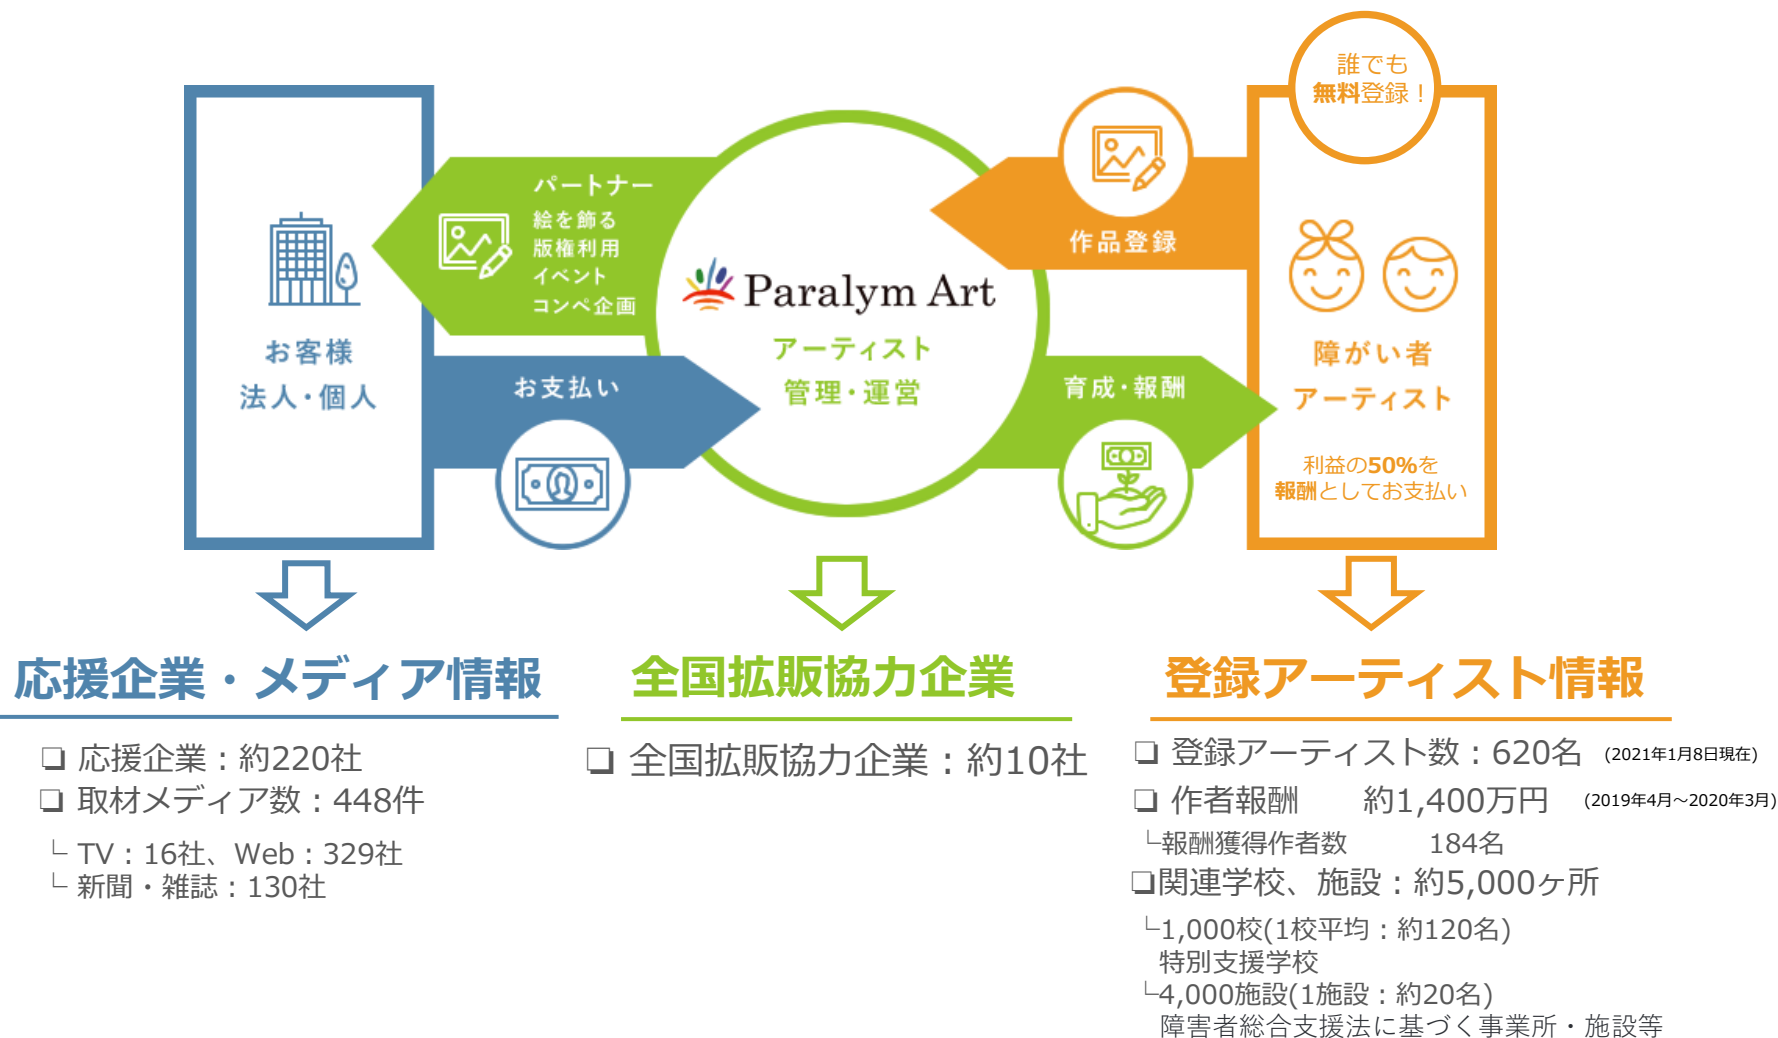 誰でも
無料登録！
パートナー
絵を飾る
版権利用
イベント
コンペ企画
作品登録
Paralym Art
アーティスト
管理・運営
お客様
法人・個人
お支払い
育成・報酬
障がい者
アーティスト
利益の50%を
報酬としてお支払い
応援企業・メディア情報
❏ 応援企業：約220社
❏ 取材メディア数：448件
└ TV：16社、Web：329社
└ 新聞・雑誌：130社
全国拡販協力企業
❏ 全国拡販協力企業：約10社
登録アーティスト情報
❏ 登録アーティスト数：620名 (2021年1月8日現在)
❏ 作者報酬 約1,400万円 (2019年4月～2020年3月)
└報酬獲得作者数 184名
❏関連学校、施設：約5,000ヶ所
└1,000校(1校平均：約120名)
特別支援学校
└4,000施設(1施設：約20名)
障害者総合支援法に基づく事業所・施設等